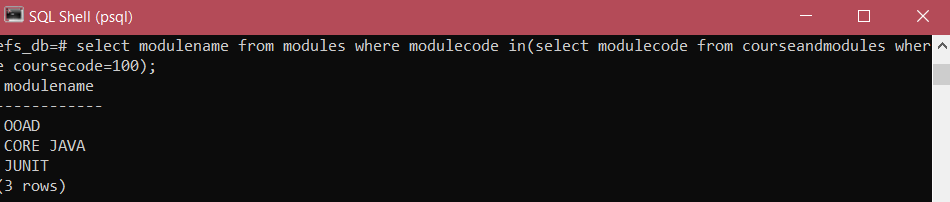 SQL Shell (psql)
efs_db=# select modulename from modules where modulecode in(select modulecode from courseandmodules wher
e coursecode=100);
modulename
------------
OOAD
CORE JAVA
JUNIT
(3 rows)